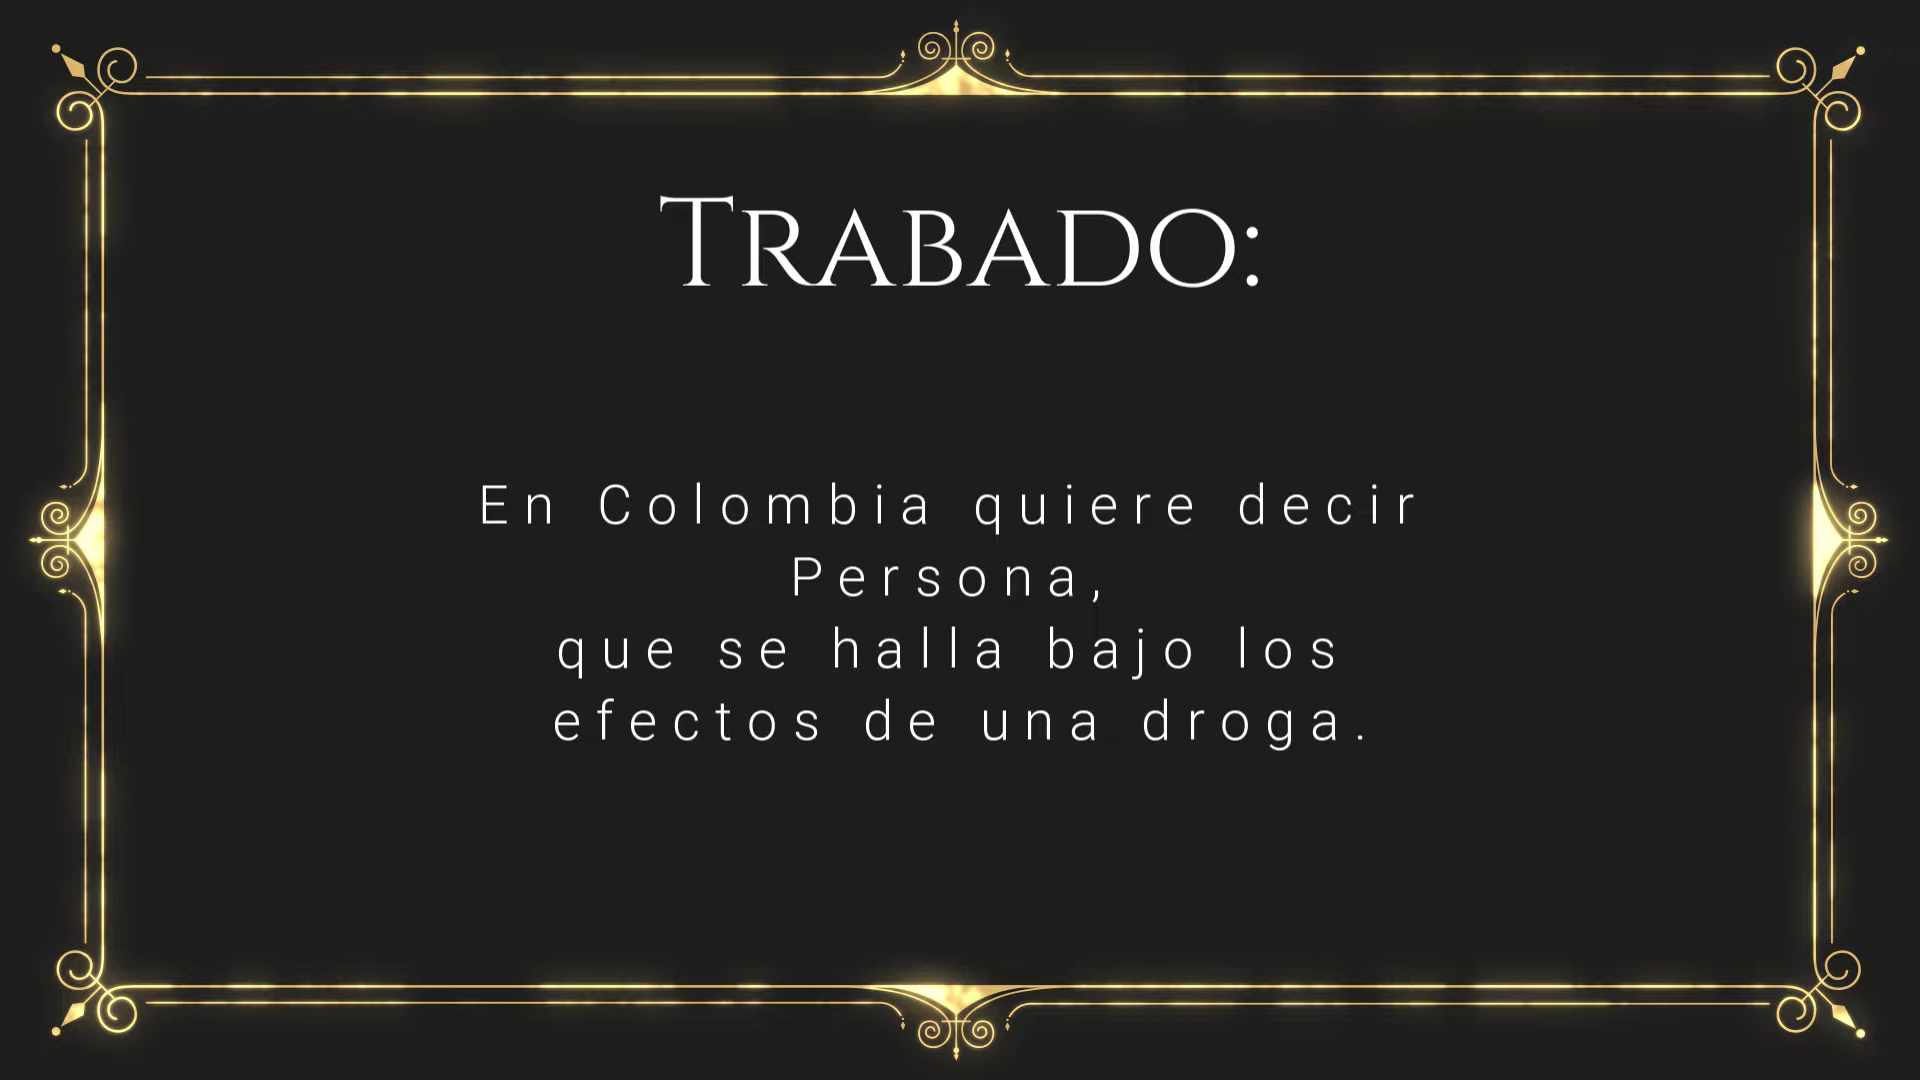 Trabado:
En Colombia quiere decir
Persona,
que se halla bajo los
efectos de una droga.